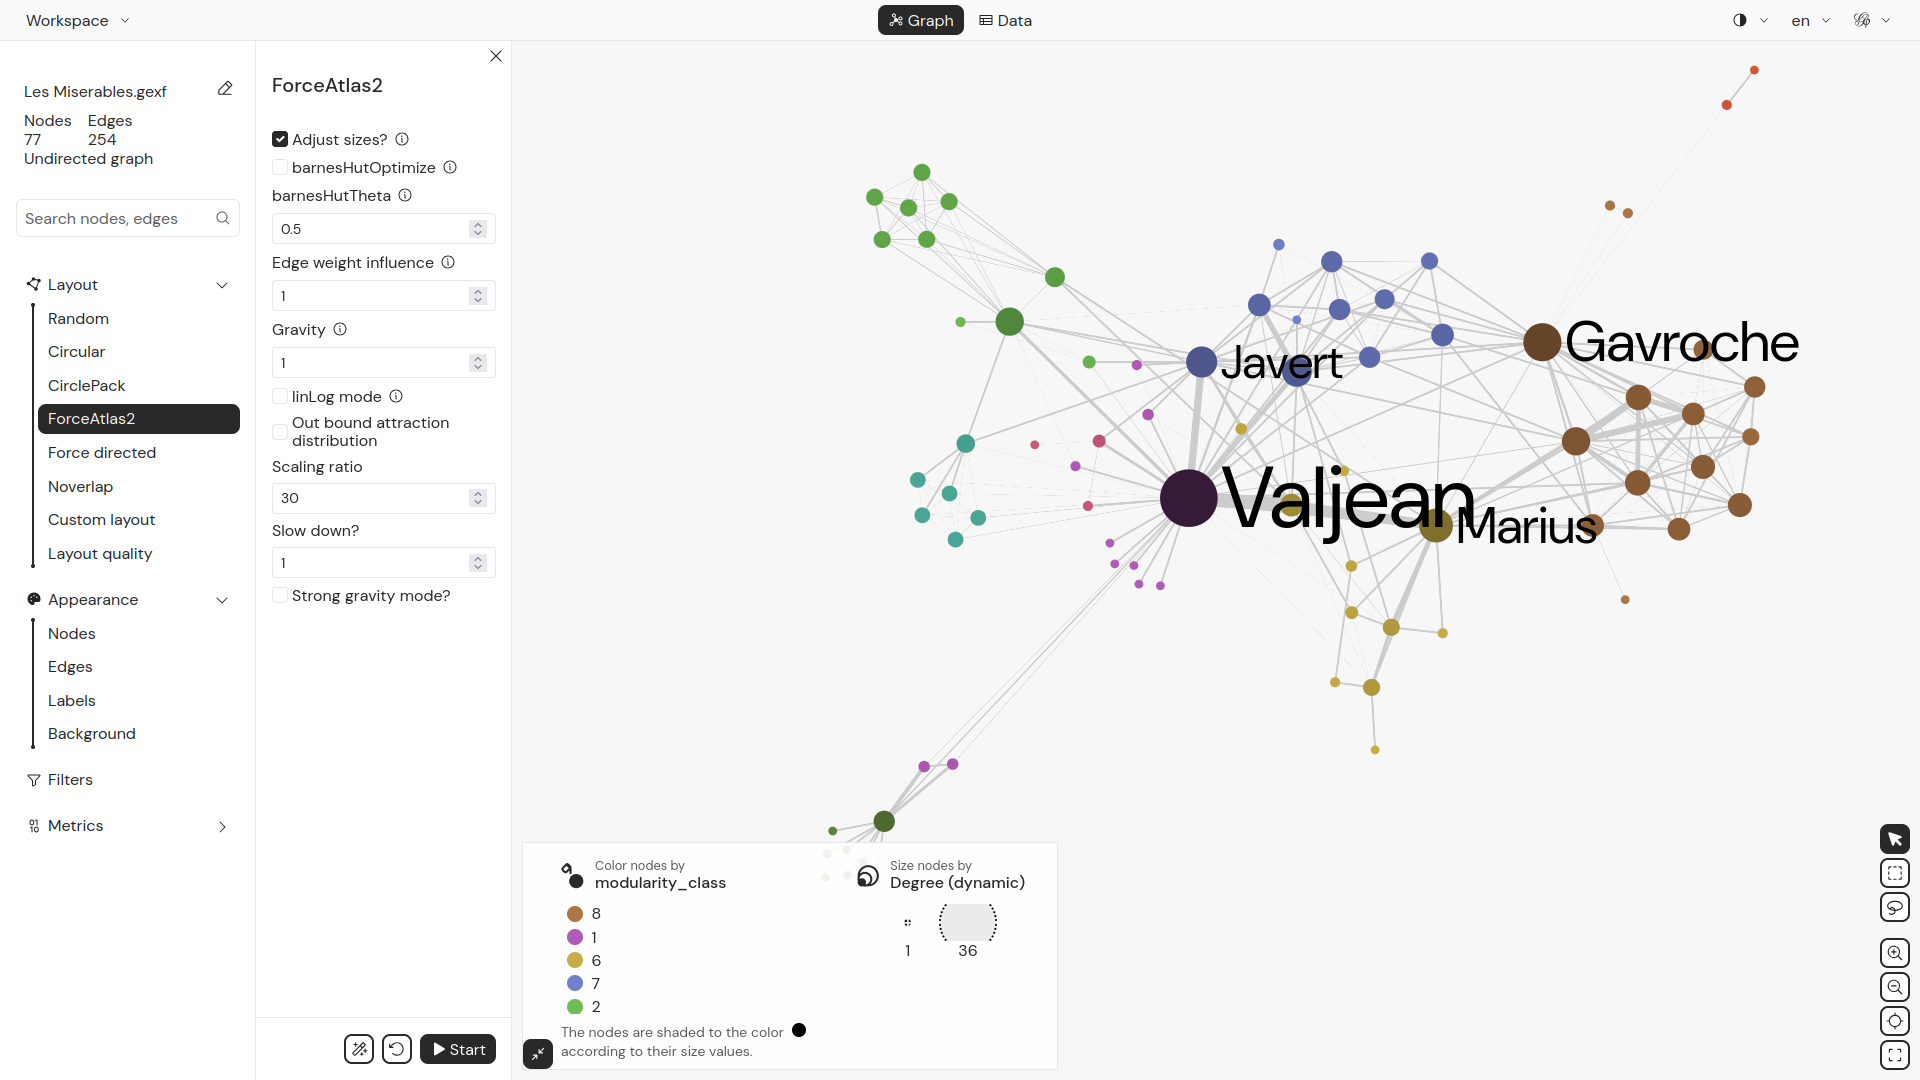 Workspace
Graph
Data
en
Les Miserables.gexf
Nodes
77
Edges
254
Undirected graph
Search nodes, edges
Layout
Random
Circular
CirclePack
ForceAtlas2
Force directed
Noverlap
Custom layout
Layout quality
Appearance
Nodes
Edges
Labels
Background
Filters
Metrics
ForceAtlas2
Adjust sizes?
barnesHutOptimize
barnesHutTheta
0.5
Edge weight influence
1
Gravity
1
linLog mode
Out bound attraction
distribution
Scaling ratio
30
Slow down?
1
Strong gravity mode?
Start
Gavroche
Javert
Valjean
Marius
Color nodes by
modularity_class
8
1
6
7
2
Size nodes by
Degree (dynamic)
1
36
The nodes are shaded to the color
according to their size values.